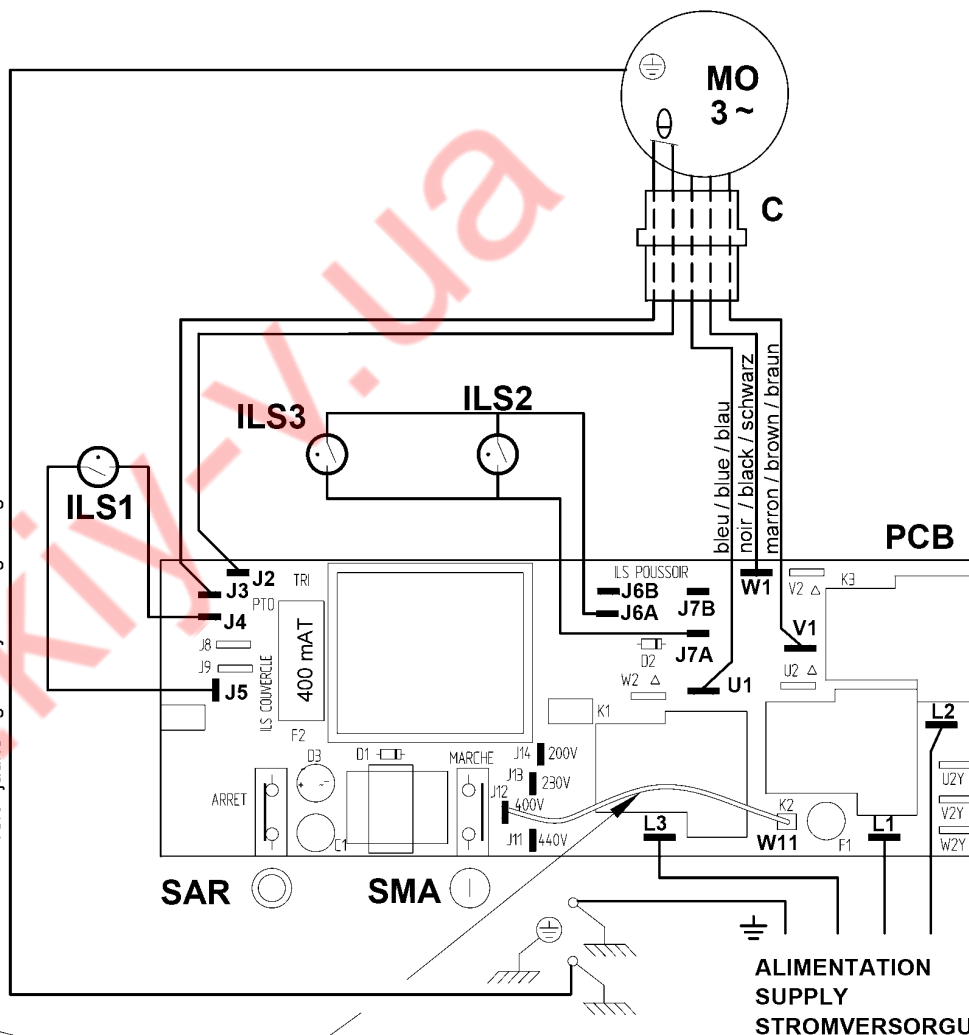 MO
3 ~
C
ILS3
ILS2
ILS1
bleu / blue / blau
noir / black / schwarz
marron / brown / braun
PCB
J2
TRI
J3
PTO
J4
J8
J9
J5
ILS COUVERCLE
400 mAT
F2
ILS POUSSOIR
J6B
J6A
J7B
J7A
D2
W1
V2
K3
V1
U2
W2
U1
K1
L2
D3
D1
MARCHE
ARRET
C1
J14 200V
J13 230V
J12 400V
J11 440V
L3
K2
W11
F1
L1
U2Y
V2Y
W2Y
SAR
SMA
ALIMENTATION
SUPPLY
STROMVERSORGU
kiy-v.ua